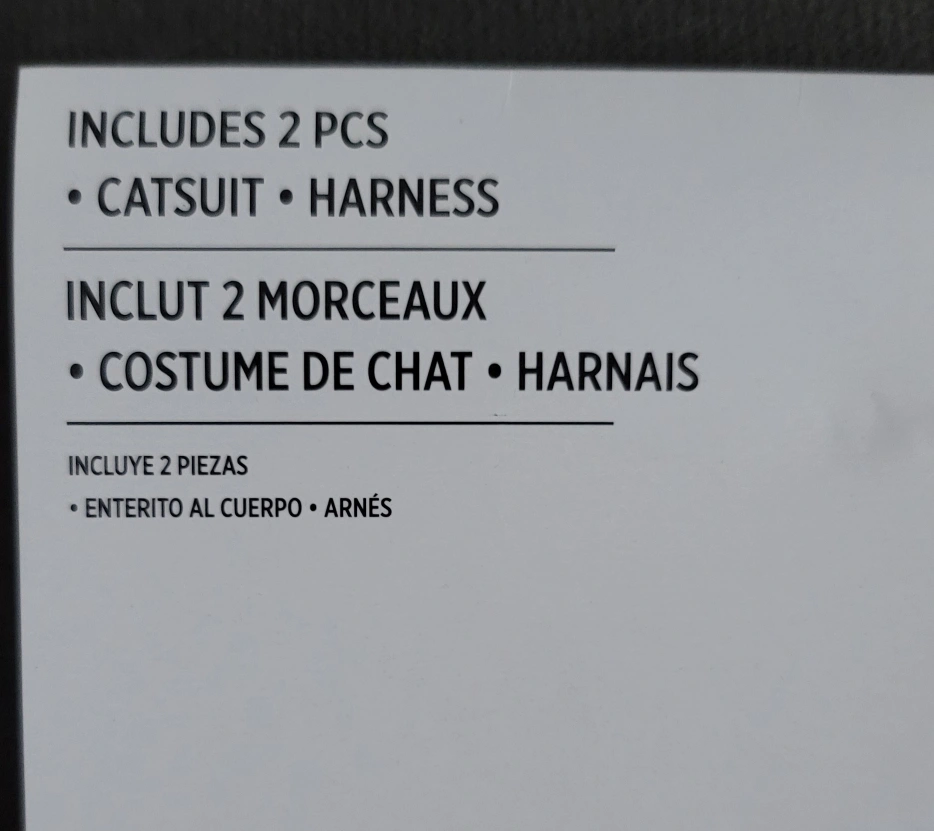 INCLUDES 2 PCS
• CATSUIT • HARNESS
INCLUT 2 MORCEAUX
• COSTUME DE CHAT • HARNAIS
INCLUYE 2 PIEZAS
• ENTERITO AL CUERPO • ARNÉS